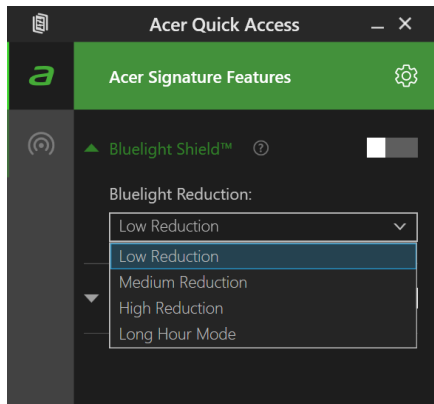 Acer Quick Access
a
Acer Signature Features
Bluelight Shield™ ?
Bluelight Reduction:
Low Reduction
Low Reduction
Medium Reduction
High Reduction
Long Hour Mode